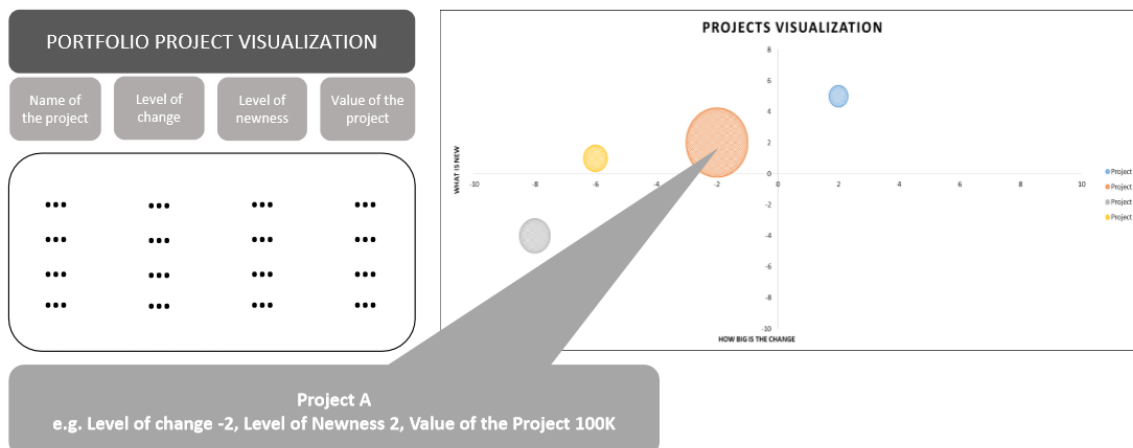 PORTFOLIO PROJECT VISUALIZATION
Name of
the project
Level of
change
Level of
newness
Value of the
project
... ... ... ...
... ... ... ...
... ... ... ...
... ... ... ...
PROJECTS VISUALIZATION
8
6
4
2
0
-2
-4
-6
-8
-10
-10 -8 -6 -4 -2 0 2 4 6 8 10
WHAT IS NEW
HOW BIG IS THE CHANGE
Project
Project
Project
Project
Project A
e.g. Level of change -2, Level of Newness 2, Value of the Project 100K